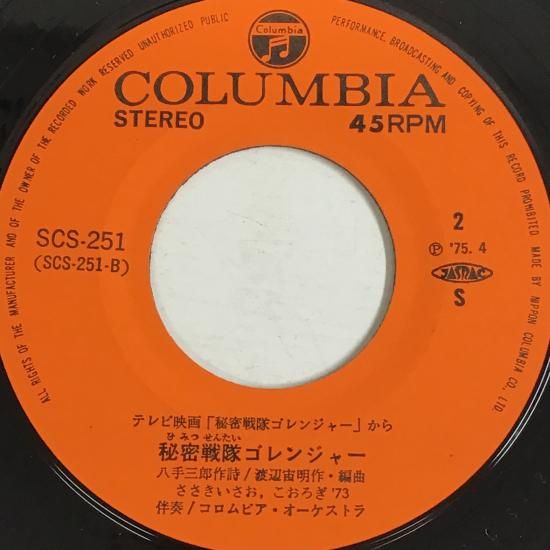 ALL RIGHTS OF THE MANUFACTURER AND OF THE OWNER OF THE RECORDED WORK RESERVED UNAUTHORIZED PUBLIC PERFORMANCE, BROADCASTING AND COPYING OF THIS RECORD PROHIBITED MADE BY NIPPON COLUMBIA CO., LTD.
Columbia
COLUMBIA
STEREO 45RPM
SCS-251
(SCS-251-B)
2
Ⓟ '75. 4
JASRAC
S
テレビ映画「秘密戦隊ゴレンジャー」から
ひみつせんたい
秘密戦隊ゴレンジャー
八手三郎作詩/渡辺宙明作・編曲
ささきいさお, こおろぎ'73
伴奏/コロムビア・オーケストラ